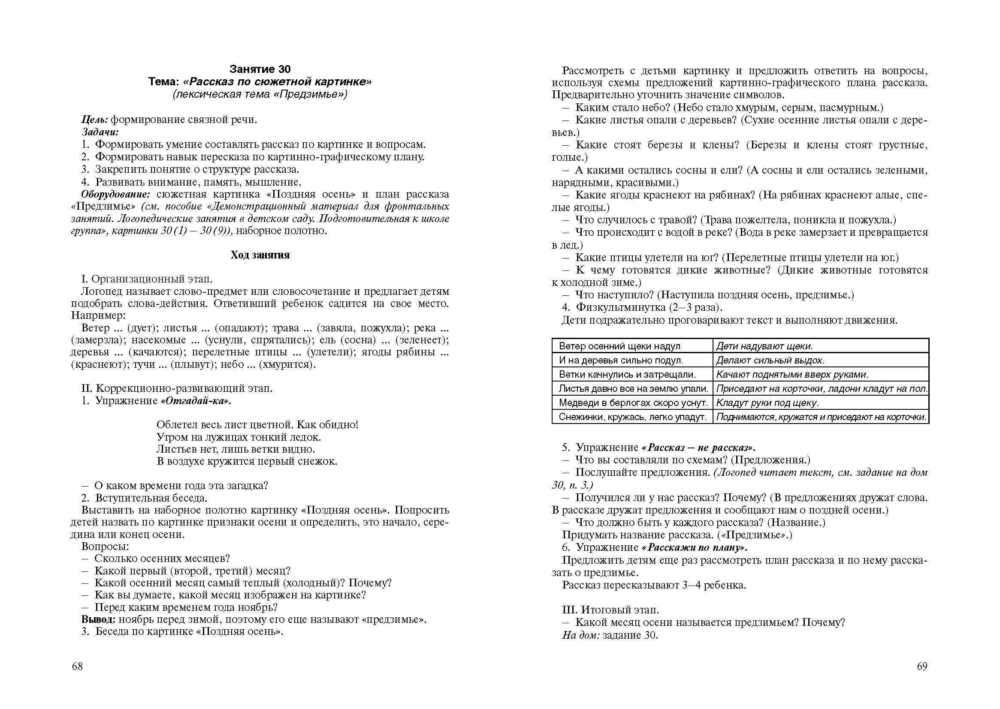 Занятие 30
Тема: «Рассказ по сюжетной картинке»
(лексическая тема «Предзимье»)
Цель: формирование связной речи.
Задачи:
1. Формировать умение составлять рассказ по картинке и вопросам.
2. Формировать навык пересказа по картинно-графическому плану.
3. Закрепить понятие о структуре рассказа.
4. Развивать внимание, память, мышление.
Оборудование: сюжетная картинка «Поздняя осень» и план рассказа
«Предзимье» (см. пособие «Демонстрационный материал для фронтальных
занятий. Логопедические занятия в детском саду. Подготовительная к школе
группа», картинки 30 (1) – 30 (9)), наборное полотно.
Ход занятия
I. Организационный этап.
Логопед называет слово-предмет или словосочетание и предлагает детям
подобрать слова-действия. Ответивший ребенок садится на свое место.
Например:
Ветер ... (дует); листья ... (опадают); трава ... (завяла, пожухла); река ...
(замерзла); насекомые ... (уснули, спрятались); ель (сосна) ... (зеленеет);
деревья ... (качаются); перелетные птицы ... (улетели); ягоды рябины ...
(краснеют); тучи ... (плывут); небо ... (хмурится).
II. Коррекционно-развивающий этап.
1. Упражнение «Отгадай-ка».
Облетел весь лист цветной. Как обидно!
Утром на лужицах тонкий ледок.
Листьев нет, лишь ветки видно.
В воздухе кружится первый снежок.
– О каком времени года эта загадка?
2. Вступительная беседа.
Выставить на наборное полотно картинку «Поздняя осень». Попросить
детей назвать по картинке признаки осени и определить, это начало, сере-
дина или конец осени.
Вопросы:
– Сколько осенних месяцев?
– Какой первый (второй, третий) месяц?
– Какой осенний месяц самый теплый (холодный)? Почему?
– Как вы думаете, какой месяц изображен на картинке?
– Перед каким временем года ноябрь?
Вывод: ноябрь перед зимой, поэтому его еще называют «предзимье».
3. Беседа по картинке «Поздняя осень».
68
Рассмотреть с детьми картинку и предложить ответить на вопросы,
используя схемы предложений картинно-графического плана рассказа.
Предварительно уточнить значение символов.
– Каким стало небо? (Небо стало хмурым, серым, пасмурным.)
– Какие листья опали с деревьев? (Сухие осенние листья опали с дере-
вьев.)
– Какие стоят березы и клены? (Березы и клены стоят грустные,
голые.)
– А какими остались сосны и ели? (А сосны и ели остались зелеными,
нарядными, красивыми.)
– Какие ягоды краснеют на рябинах? (На рябинах краснеют алые, спе-
лые ягоды.)
– Что случилось с травой? (Трава пожелтела, поникла и пожухла.)
– Что происходит с водой в реке? (Вода в реке замерзает и превращается
в лед.)
– Какие птицы улетели на юг? (Перелетные птицы улетели на юг.)
– К чему готовятся дикие животные? (Дикие животные готовятся
к холодной зиме.)
– Что наступило? (Наступила поздняя осень, предзимье.)
4. Физкультминутка (2–3 раза).
Дети подражательно проговаривают текст и выполняют движения.
Ветер осенний щеки надул Дети надувают щеки.
И на деревья сильно подул. Делают сильный выдох.
Ветки качнулись и затрещали. Качают поднятыми вверх руками.
Листья давно все на землю упали. Приседают на корточки, ладони кладут на пол.
Медведи в берлогах скоро уснут. Кладут руки под щеку.
Снежинки, кружась, легко упадут. Поднимаются, кружатся и приседают на корточки.
5. Упражнение «Рассказ – не рассказ».
– Что вы составляли по схемам? (Предложения.)
– Послушайте предложения. (Логопед читает текст, см. задание на дом
30, п. 3.)
– Получился ли у нас рассказ? Почему? (В предложениях дружат слова.
В рассказе дружат предложения и сообщают нам о поздней осени.)
– Что должно быть у каждого рассказа? (Название.)
Придумать название рассказа. («Предзимье».)
6. Упражнение «Расскажи по плану».
Предложить детям еще раз рассмотреть план рассказа и по нему расска-
зать о предзимье.
Рассказ пересказывают 3–4 ребенка.
III. Итоговый этап.
– Какой месяц осени называется предзимьем? Почему?
На дом: задание 30.
69